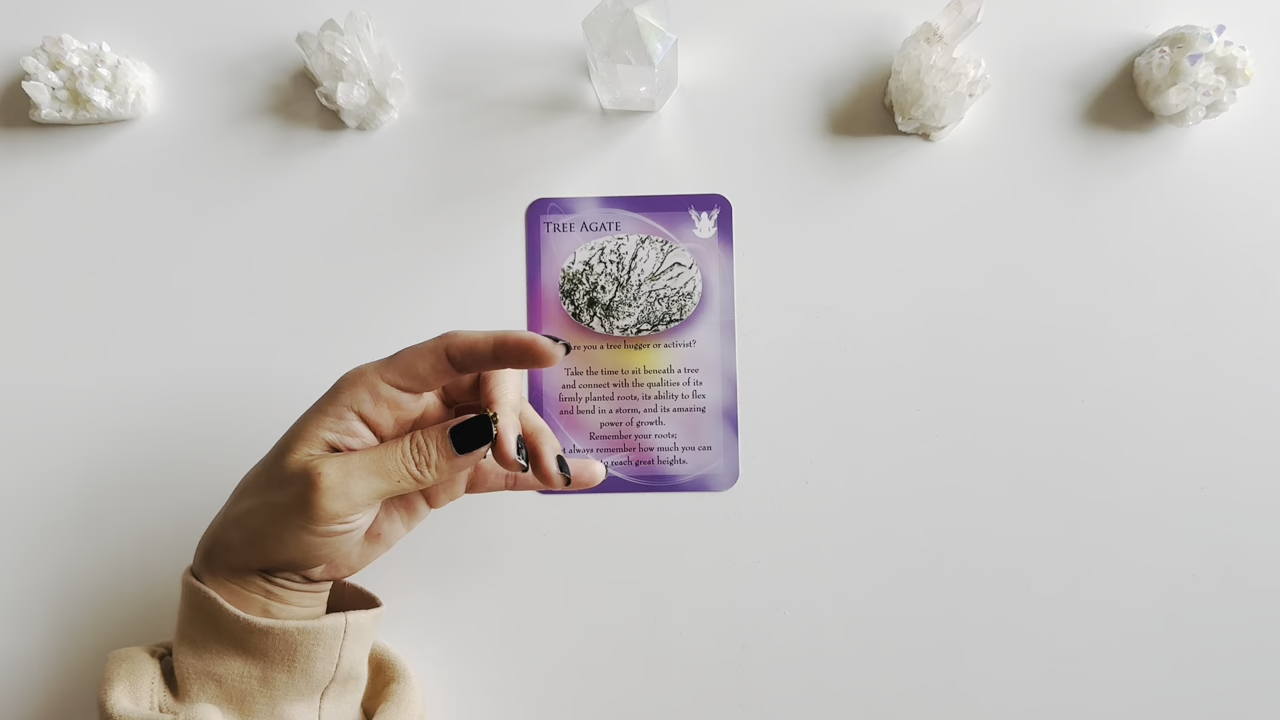 TREE AGATE
Are you a tree hugger or activist?
Take the time to sit beneath a tree
and connect with the qualities of its
firmly planted roots, its ability to flex
and bend in a storm, and its amazing
power of growth.
Remember your roots;
always remember how much you can
to reach great heights.